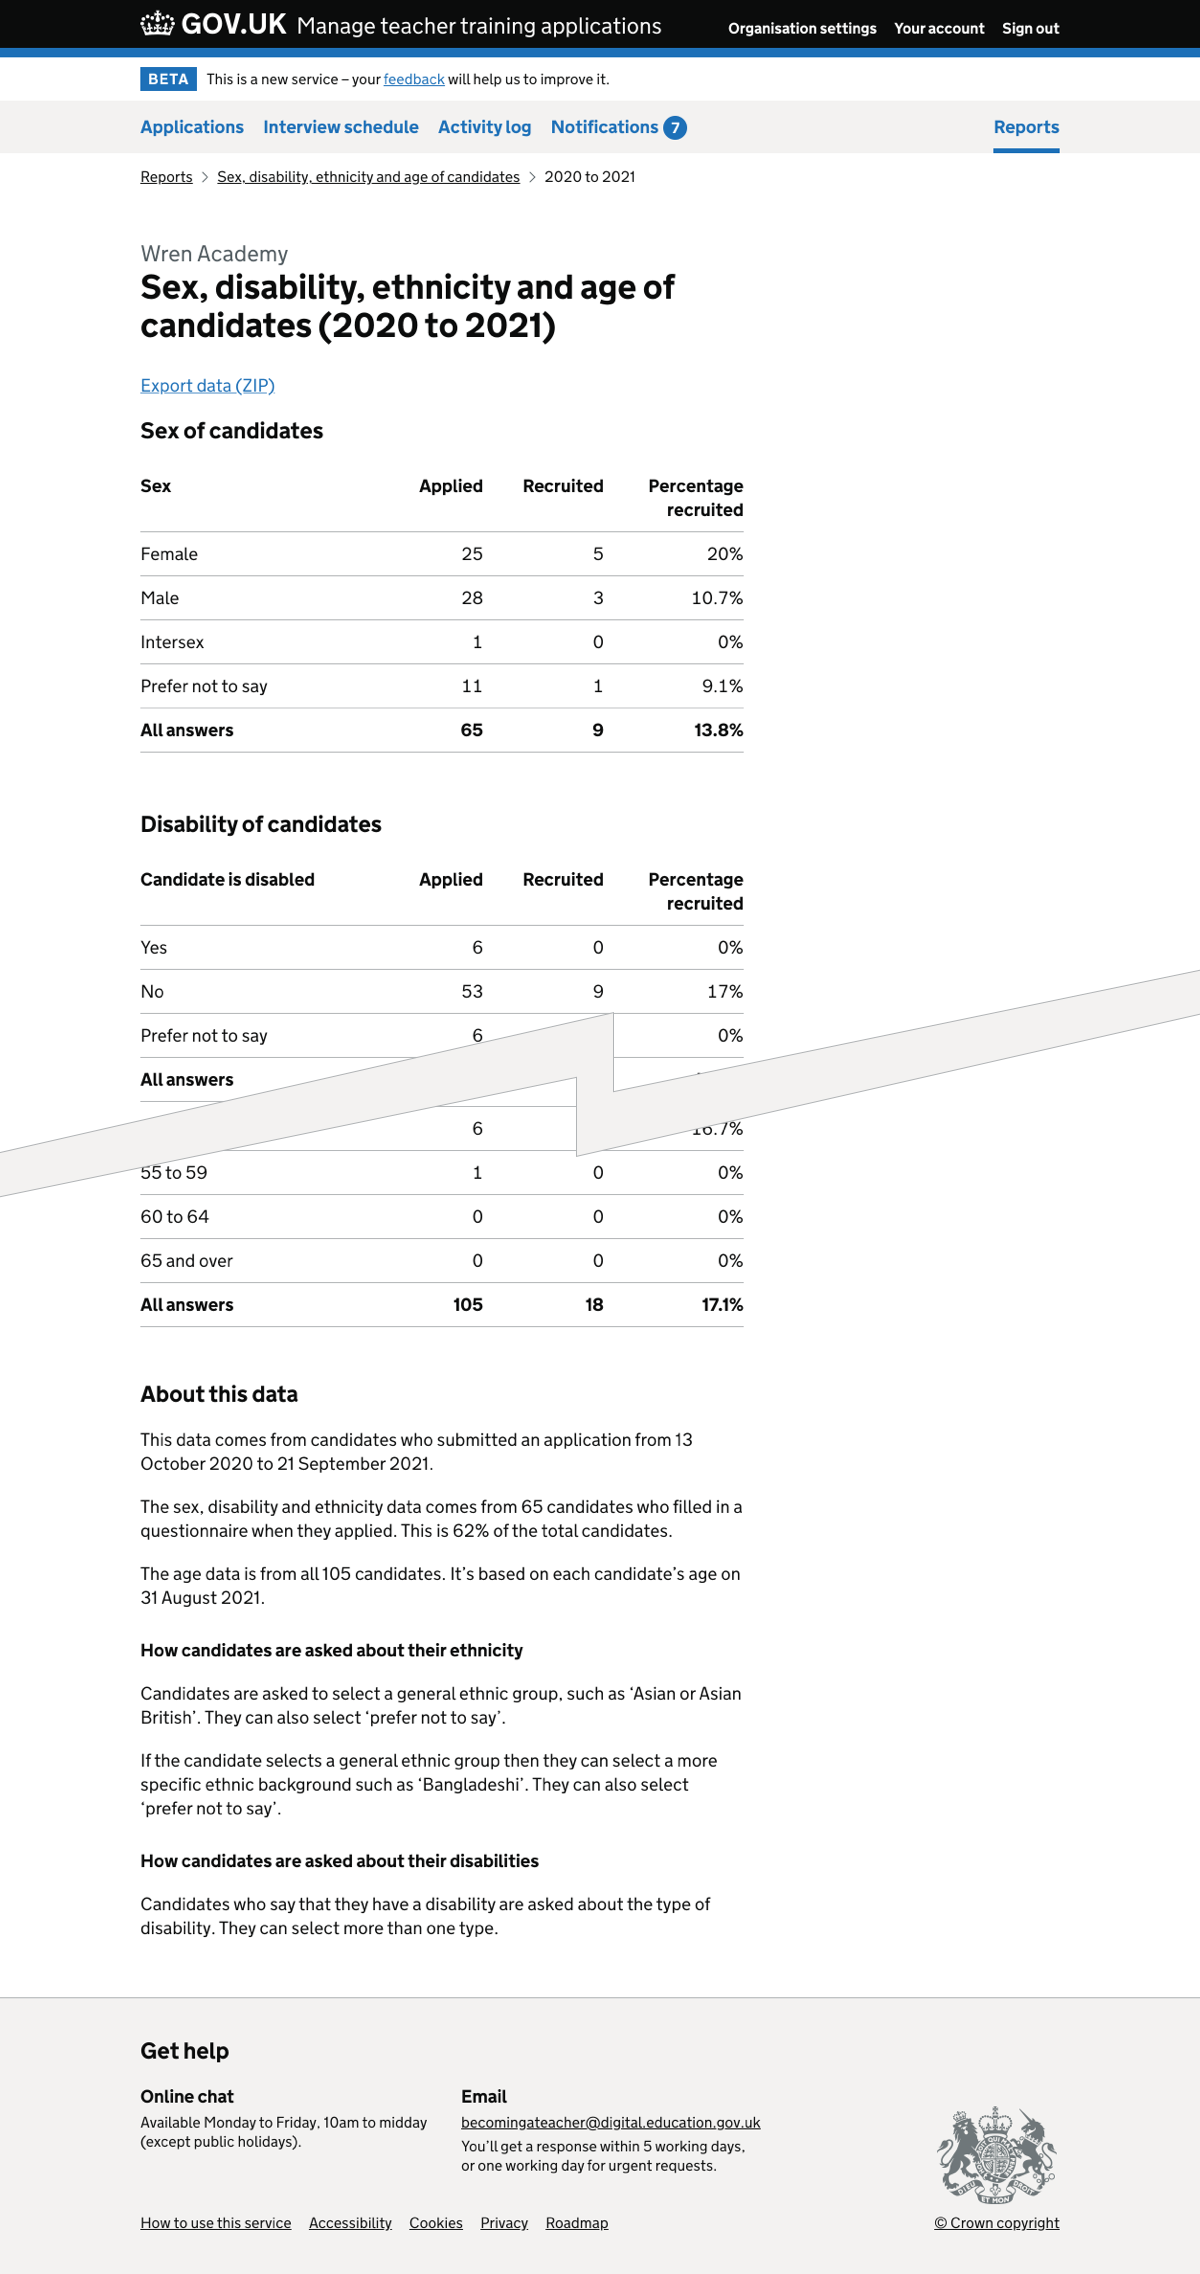 GOV.UK Manage teacher training applications Organisation settings Your account Sign out
BETA This is a new service – your feedback will help us to improve it.
Applications Interview schedule Activity log Notifications 7 Reports
Reports > Sex, disability, ethnicity and age of candidates > 2020 to 2021
Wren Academy
Sex, disability, ethnicity and age of
candidates (2020 to 2021)
Export data (ZIP)
Sex of candidates
Sex Applied Recruited Percentage
recruited
Female 25 5 20%
Male 28 3 10.7%
Intersex 1 0 0%
Prefer not to say 11 1 9.1%
All answers 65 9 13.8%
Disability of candidates
Candidate is disabled Applied Recruited Percentage
recruited
Yes 6 0 0%
No 53 9 17%
Prefer not to say 6 0%
All answers
6 16.7%
55 to 59 1 0 0%
60 to 64 0 0 0%
65 and over 0 0 0%
All answers 105 18 17.1%
About this data
This data comes from candidates who submitted an application from 13
October 2020 to 21 September 2021.
The sex, disability and ethnicity data comes from 65 candidates who filled in a
questionnaire when they applied. This is 62% of the total candidates.
The age data is from all 105 candidates. It’s based on each candidate’s age on
31 August 2021.
How candidates are asked about their ethnicity
Candidates are asked to select a general ethnic group, such as ‘Asian or Asian
British’. They can also select ‘prefer not to say’.
If the candidate selects a general ethnic group then they can select a more
specific ethnic background such as ‘Bangladeshi’. They can also select
‘prefer not to say’.
How candidates are asked about their disabilities
Candidates who say that they have a disability are asked about the type of
disability. They can select more than one type.
Get help
Online chat
Available Monday to Friday, 10am to midday
(except public holidays).
Email
becomingateacher@digital.education.gov.uk
You’ll get a response within 5 working days,
or one working day for urgent requests.
How to use this service Accessibility Cookies Privacy Roadmap
© Crown copyright